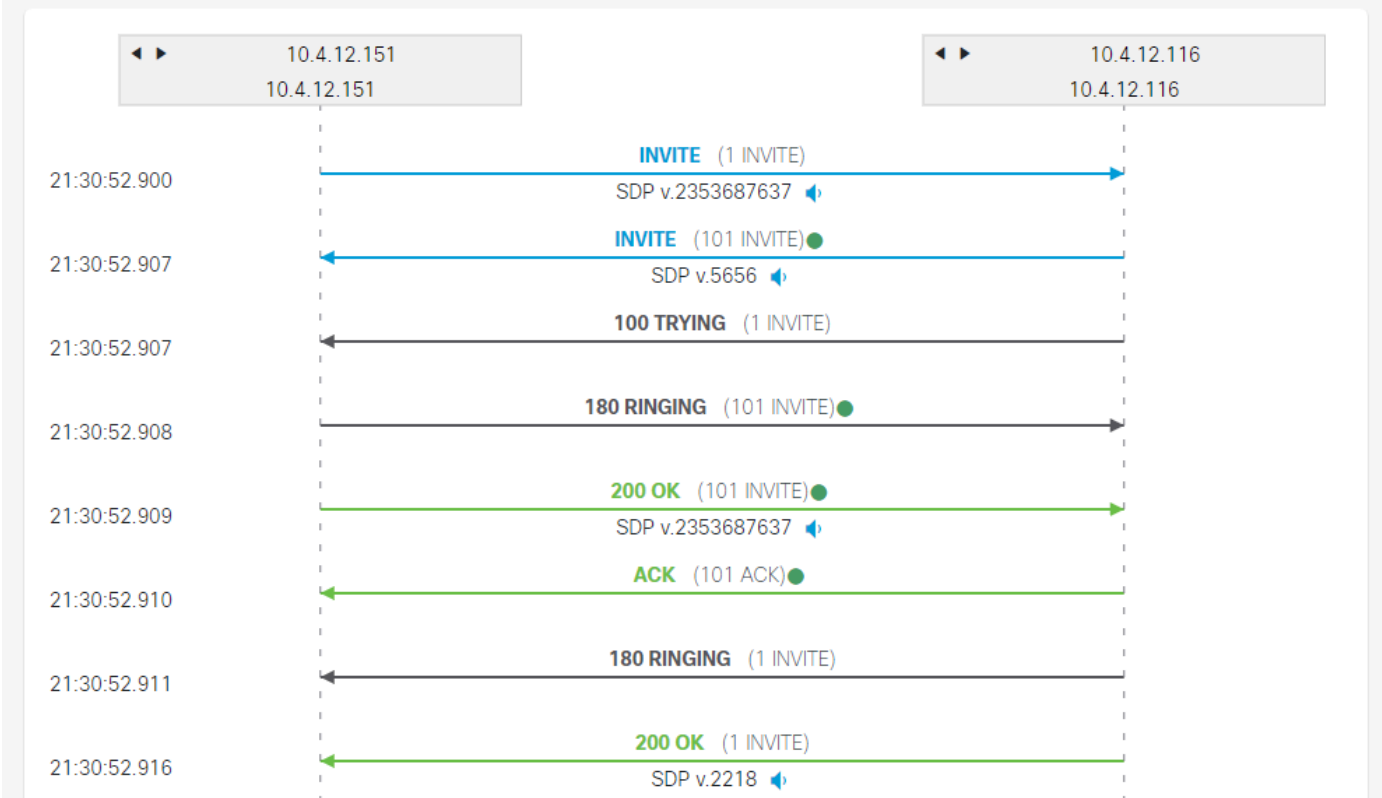 10.4.12.151 10.4.12.116
10.4.12.151 10.4.12.116
INVITE (1 INVITE)
21:30:52.900
SDP v.2353687637
INVITE (101 INVITE)
21:30:52.907
SDP v.5656
100 TRYING (1 INVITE)
21:30:52.907
180 RINGING (101 INVITE)
21:30:52.908
200 OK (101 INVITE)
21:30:52.909
SDP v.2353687637
ACK (101 ACK)
21:30:52.910
180 RINGING (1 INVITE)
21:30:52.911
200 OK (1 INVITE)
21:30:52.916
SDP v.2218